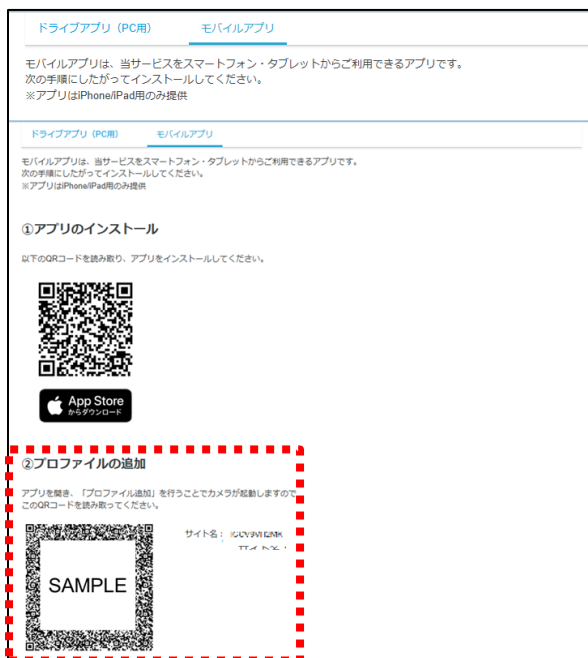 ドライブアプリ（PC用） モバイルアプリ
モバイルアプリは、当サービスをスマートフォン・タブレットからご利用できるアプリです。
次の手順にしたがってインストールしてください。
※アプリはiPhone/iPad用のみ提供
ドライブアプリ（PC用） モバイルアプリ
モバイルアプリは、当サービスをスマートフォン・タブレットからご利用できるアプリです。
次の手順にしたがってインストールしてください。
※アプリはiPhone/iPad用のみ提供
①アプリのインストール
以下のQRコードを読み取り、アプリをインストールしてください。
App Store
からダウンロード
②プロファイルの追加
アプリを開き、「プロファイル追加」を行うことでカメラが起動しますので
このQRコードを読み取ってください。
サイト名：
SAMPLE